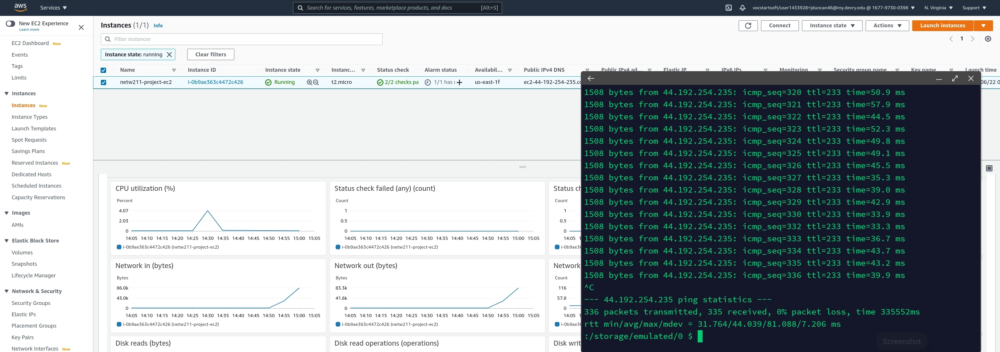 aws Services Search for services, features, marketplace products, and docs [Alt+S] vocstartsoft/user1433928=jduncan46@my.devry.edu @ 1677-9730-0398 N. Virginia Support
New EC2 Experience
Learn more
EC2 Dashboard New
Events
Tags
Limits
Instances
Instances New
Instance Types
Launch Templates
Spot Requests
Savings Plans
Reserved Instances New
Dedicated Hosts
Scheduled Instances
Capacity Reservations
Images
AMIs
Elastic Block Store
Volumes
Snapshots
Lifecycle Manager
Network & Security
Security Groups
Elastic IPs
Placement Groups
Key Pairs
Network Interfaces New
Instances (1/1) Info
Connect Instance state Actions Launch instances
Filter instances
1
Instance state: running Clear filters
Name Instance ID Instance state Instanc... Status check Alarm status Availabil... Public IPv4 DNS Public IPv4 ad... Elastic IP IPv6 IPs Monitoring Security group name Key name Launch time
netw211-project-ec2 i-0b9ae363c4472c426 Running t2.micro 2/2 checks pa 1/1 has us-east-1f ec2-44-192-254-235.co 06/22 0
CPU utilization (%)
Percent
4.07
2.03
0
14:05 14:10 14:15 14:20 14:25 14:30 14:35 14:40 14:45 14:50 14:55 15:00 15:05
i-0b9ae363c4472c426 (netw211-project-ec2)
Status check failed (any) (count)
Count
1
0.5
0
14:05 14:10 14:15 14:20 14:25 14:30 14:35 14:40 14:45 14:50 14:55 15:00 15:05
i-0b9ae363c4472c426 (netw211-project-ec2)
Status ch
Count
1
0.5
0
14:05
i-0b9ae36
Network in (bytes)
Bytes
86.0k
43.0k
0
14:05 14:10 14:15 14:20 14:25 14:30 14:35 14:40 14:45 14:50 14:55 15:00 15:05
i-0b9ae363c4472c426 (netw211-project-ec2)
Network out (bytes)
Bytes
83.3k
41.6k
0
14:05 14:10 14:15 14:20 14:25 14:30 14:35 14:40 14:45 14:50 14:55 15:00 15:05
i-0b9ae363c4472c426 (netw211-project-ec2)
Network
Count
116
57.8
0
14:05
i-0b9ae36
Disk reads (bytes)
Disk read operations (operations)
Disk writ
1508 bytes from 44.192.254.235: icmp_seq=320 ttl=233 time=50.9 ms
1508 bytes from 44.192.254.235: icmp_seq=321 ttl=233 time=57.9 ms
1508 bytes from 44.192.254.235: icmp_seq=322 ttl=233 time=44.5 ms
1508 bytes from 44.192.254.235: icmp_seq=323 ttl=233 time=52.3 ms
1508 bytes from 44.192.254.235: icmp_seq=324 ttl=233 time=49.8 ms
1508 bytes from 44.192.254.235: icmp_seq=325 ttl=233 time=49.1 ms
1508 bytes from 44.192.254.235: icmp_seq=326 ttl=233 time=45.5 ms
1508 bytes from 44.192.254.235: icmp_seq=327 ttl=233 time=35.3 ms
1508 bytes from 44.192.254.235: icmp_seq=328 ttl=233 time=39.0 ms
1508 bytes from 44.192.254.235: icmp_seq=329 ttl=233 time=42.9 ms
1508 bytes from 44.192.254.235: icmp_seq=330 ttl=233 time=33.9 ms
1508 bytes from 44.192.254.235: icmp_seq=332 ttl=233 time=33.3 ms
1508 bytes from 44.192.254.235: icmp_seq=333 ttl=233 time=36.7 ms
1508 bytes from 44.192.254.235: icmp_seq=334 ttl=233 time=43.7 ms
1508 bytes from 44.192.254.235: icmp_seq=335 ttl=233 time=43.2 ms
1508 bytes from 44.192.254.235: icmp_seq=336 ttl=233 time=39.9 ms
^C
--- 44.192.254.235 ping statistics ---
336 packets transmitted, 335 received, 0% packet loss, time 335552ms
rtt min/avg/max/mdev = 31.764/44.039/81.088/7.206 ms
:/storage/emulated/0 $
Screenshot